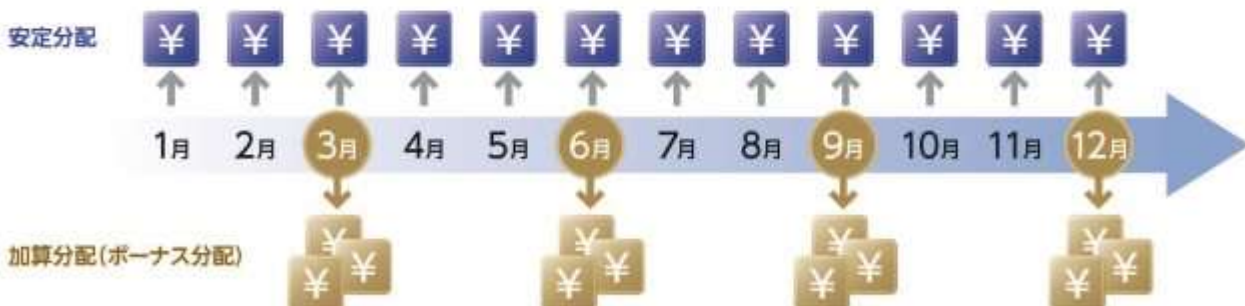 安定分配 ¥ ¥ ¥ ¥ ¥ ¥ ¥ ¥ ¥ ¥ ¥ ¥
1月 2月 3月 4月 5月 6月 7月 8月 9月 10月 11月 12月
加算分配(ボーナス分配) ¥ ¥ ¥ ¥ ¥ ¥ ¥ ¥ ¥ ¥ ¥ ¥